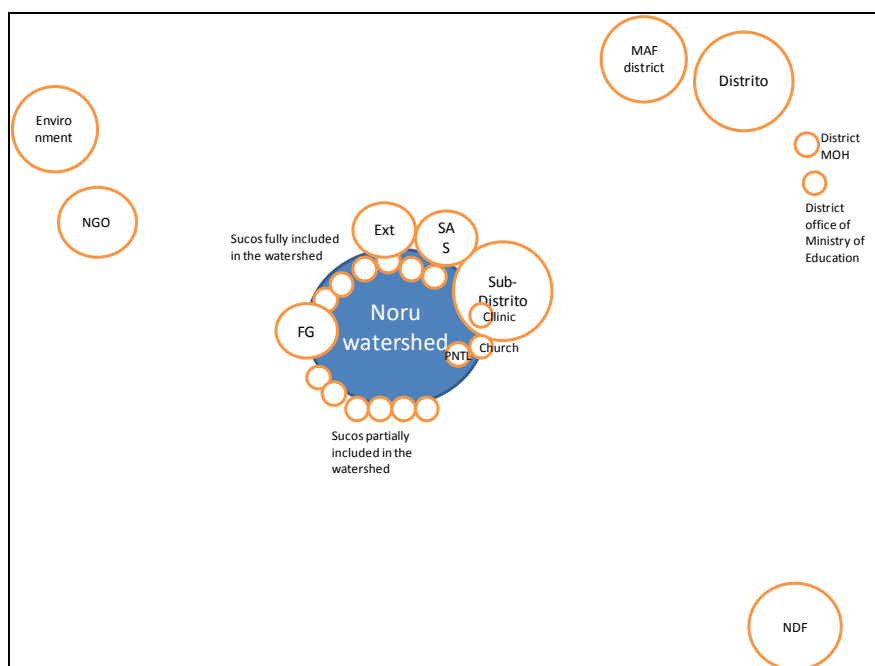 MAF
district
Distrito
Enviro
nment
District
MOH
NGO
District
office of
Ministry of
Education
Sucos fully included
in the watershed
Ext
SA
S
Sub-
Distrito
Cllinic
Noru
watershed
FG
PNTL
Church
Sucos partially
included in the
watershed
NDF